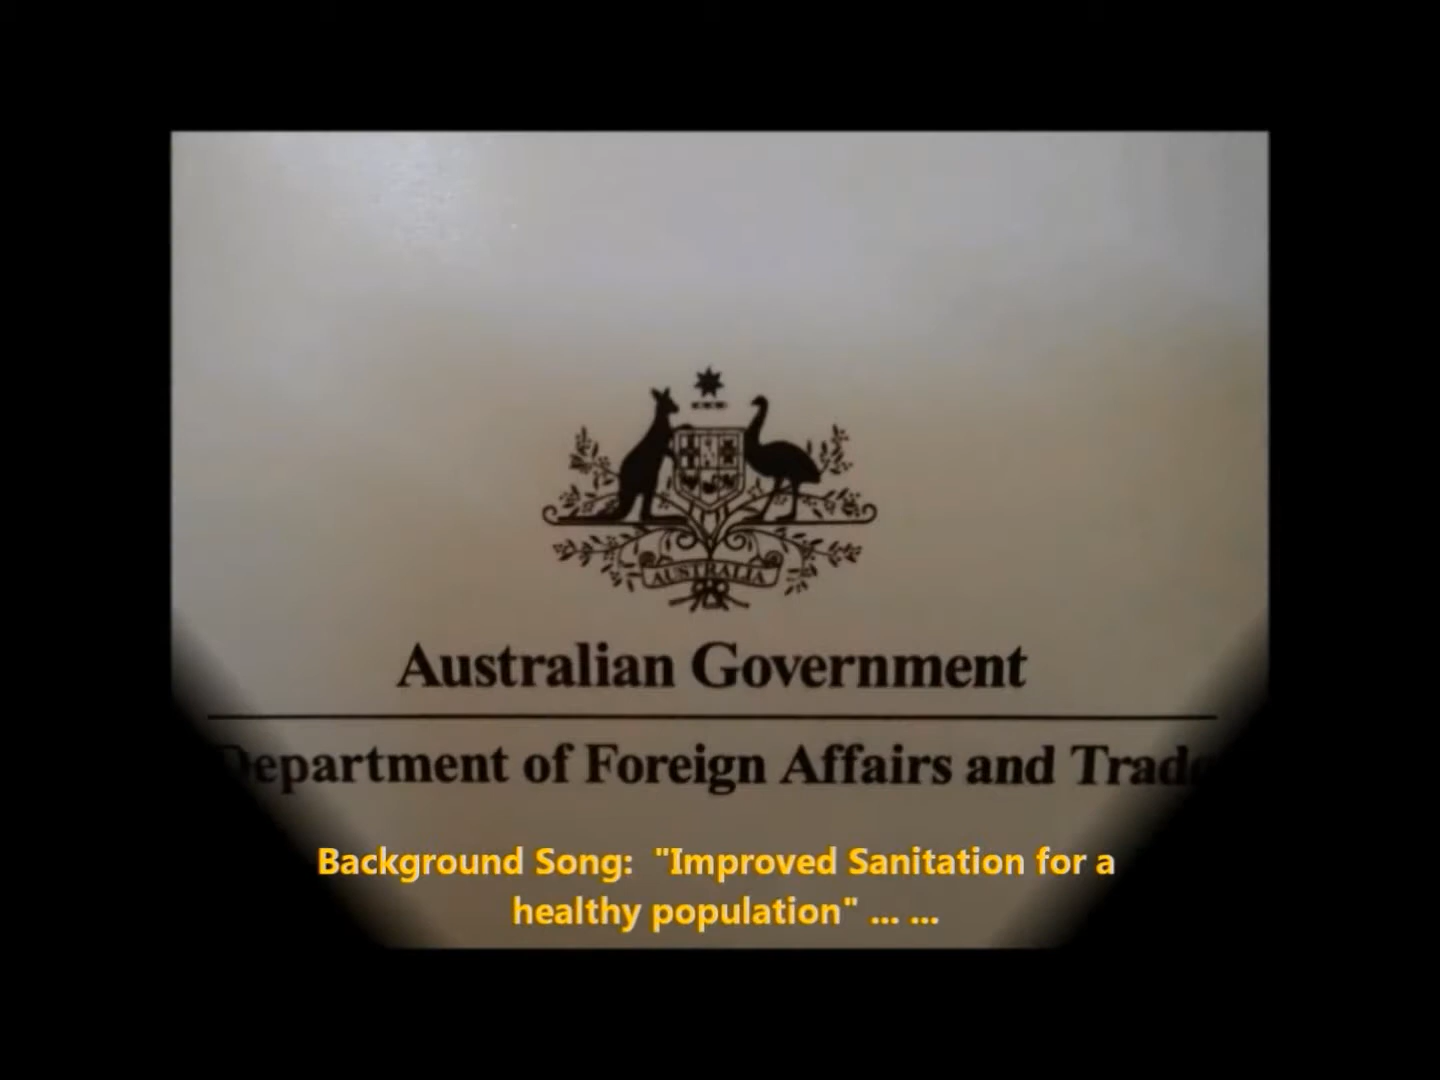 AUSTRALIA
Australian Government
Department of Foreign Affairs and Trade
Background Song:  "Improved Sanitation for a
healthy population" ... ...